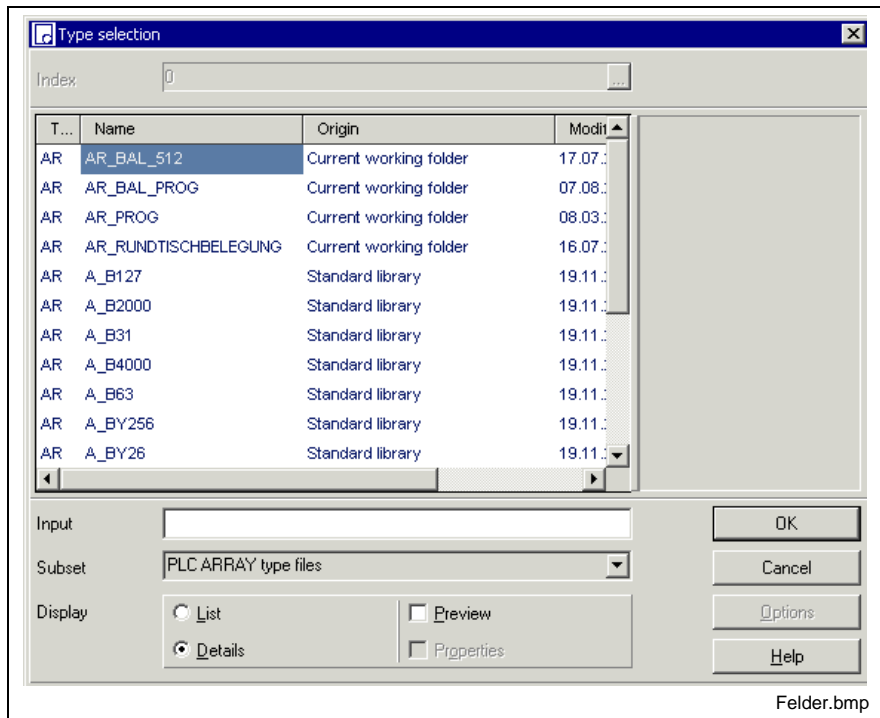 Type selection
Index 0 ...
T... Name Origin Modif
AR AR_BAL_512 Current working folder 17.07.
AR AR_BAL_PROG Current working folder 07.08.
AR AR_PROG Current working folder 08.03.
AR AR_RUNDTISCHBELEGUNG Current working folder 16.07.
AR A_B127 Standard library 19.11.
AR A_B2000 Standard library 19.11.
AR A_B31 Standard library 19.11.
AR A_B4000 Standard library 19.11.
AR A_B63 Standard library 19.11.
AR A_BY256 Standard library 19.11.
AR A_BY26 Standard library 19.11.
Input OK
Subset PLC ARRAY type files Cancel
Display List Preview Options
Details Properties Help
Felder.bmp